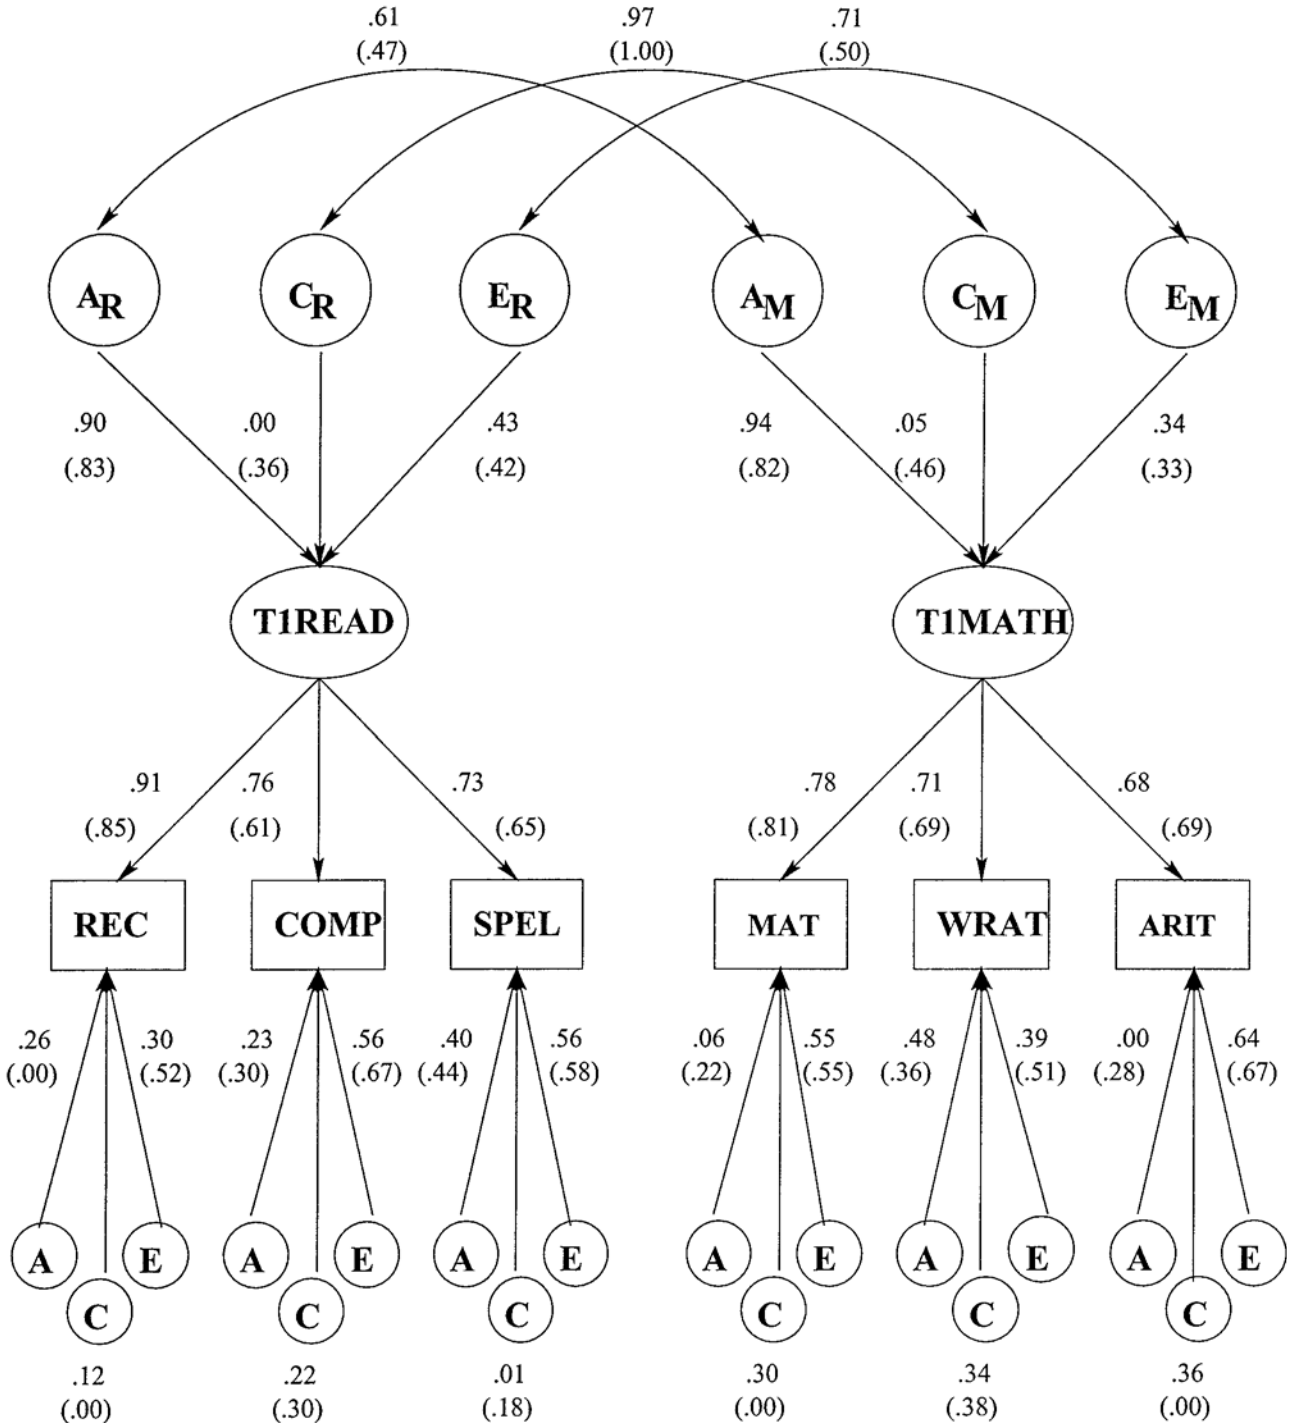 .61 .97 .71
(.47) (1.00) (.50)
AR CR ER AM CM EM
.90 .00 .43 .94 .05 .34
(.83) (.36) (.42) (.82) (.46) (.33)
T1READ T1MATH
.91 .76 .73 .78 .71 .68
(.85) (.61) (.65) (.81) (.69) (.69)
REC COMP SPEL MAT WRAT ARIT
.26 .30 .23 .56 .40 .56 .06 .55 .48 .39 .00 .64
(.00) (.52) (.30) (.67) (.44) (.58) (.22) (.55) (.36) (.51) (.28) (.67)
A E A E A E A E A E A E
C C C C C C
.12 .22 .01 .30 .34 .36
(.00) (.30) (.18) (.00) (.38) (.00)